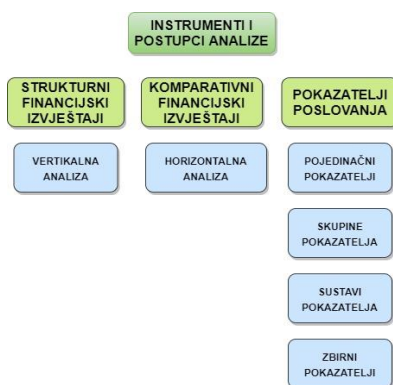 INSTRUMENTI I
POSTUPCI ANALIZE
STRUKTURNI
FINANCIJSKI
IZVJEŠTAJI
KOMPARATIVNI
FINANCIJSKI
IZVJEŠTAJI
POKAZATELJI
POSLOVANJA
VERTIKALNA
ANALIZA
HORIZONTALNA
ANALIZA
POJEDINAČNI
POKAZATELJI
SKUPINE
POKAZATELJA
SUSTAVI
POKAZATELJA
ZBIRNI
POKAZATELJI